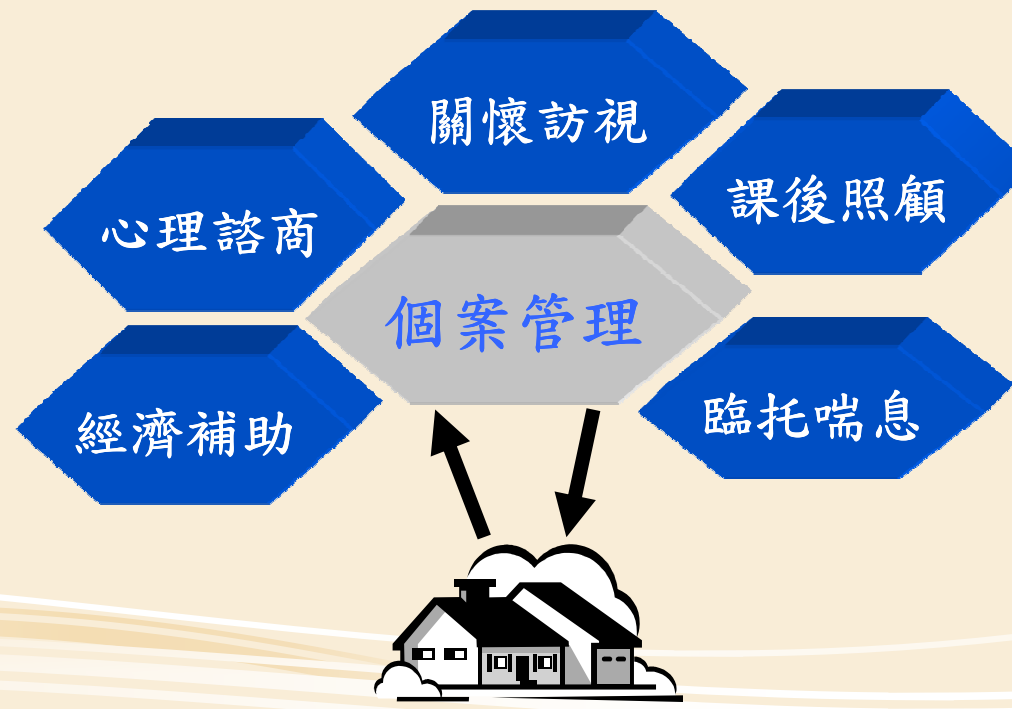 關懷訪視
心理諮商
課後照顧
個案管理
經濟補助
臨托喘息